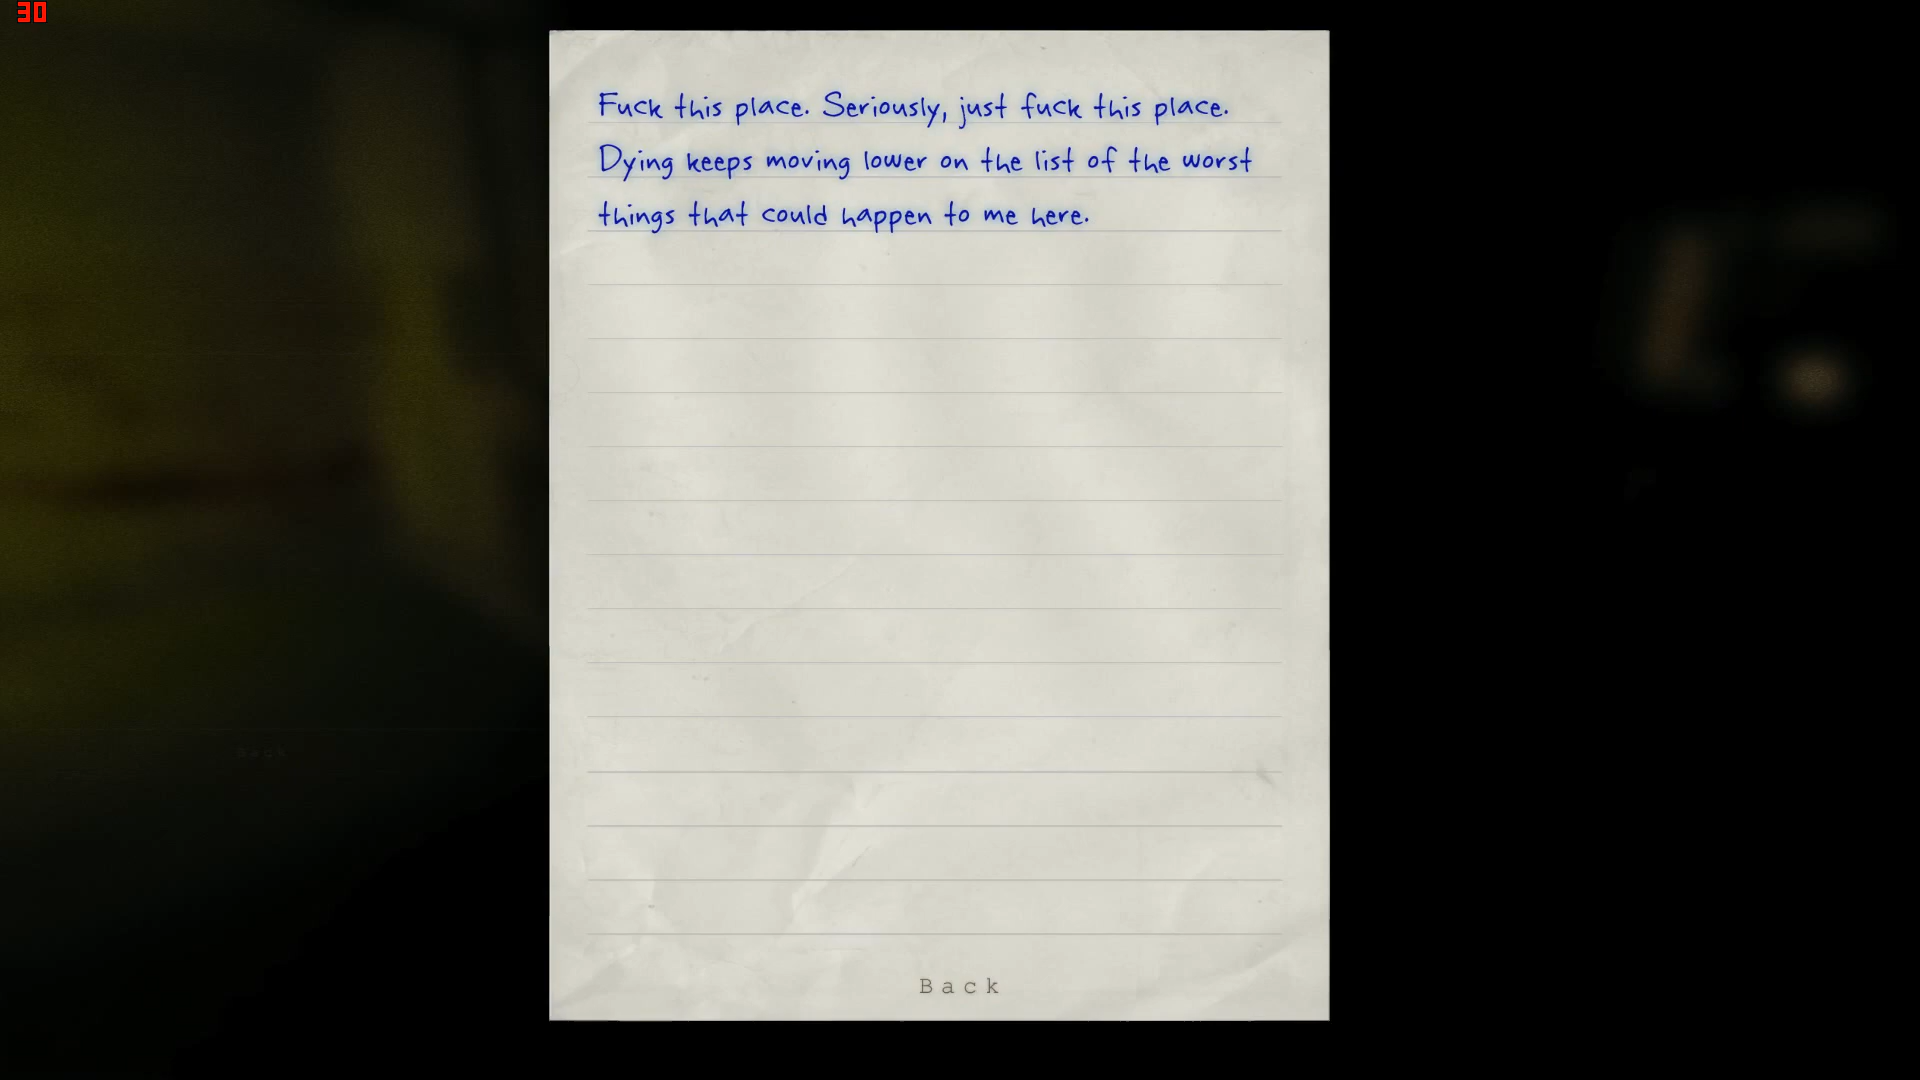 30
Fuck this place. Seriously, just fuck this place.
Dying keeps moving lower on the list of the worst
things that could happen to me here.
Back
Back